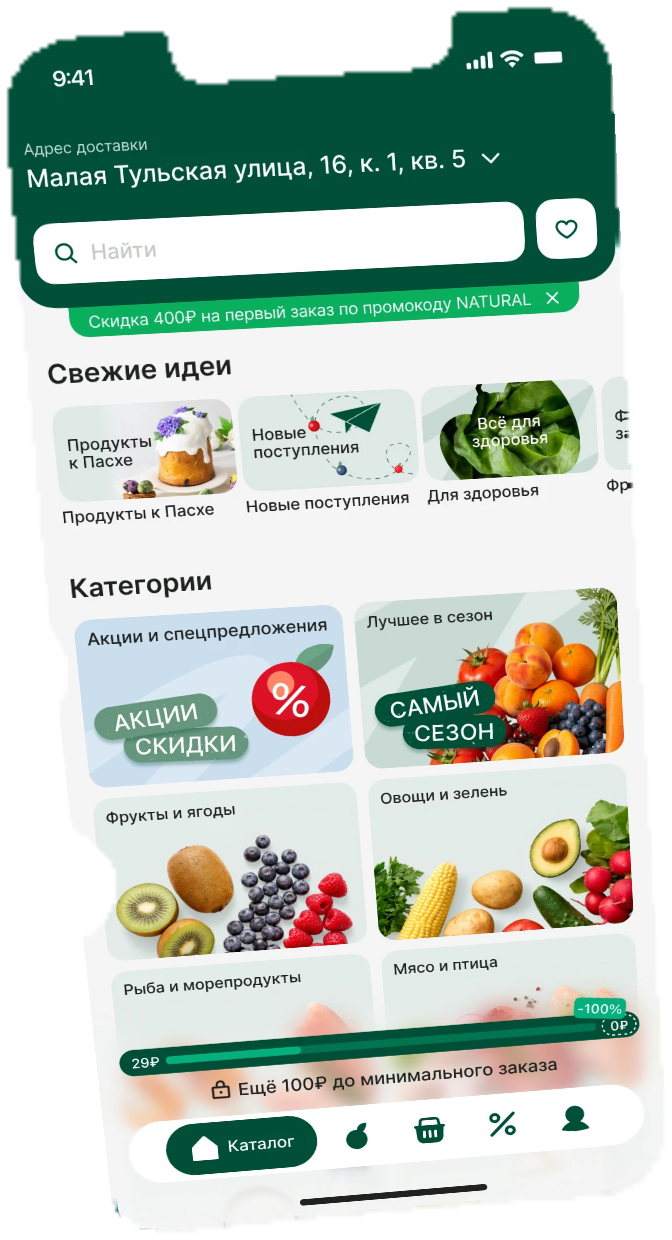 9:41
Адрес доставки
Малая Тульская улица, 16, к. 1, кв. 5
Найти
Скидка 400₽ на первый заказ по промокоду NATURAL
Свежие идеи
Продукты
к Пасхе
Новые
поступления
Всё для
здоровья
Продукты к Пасхе
Новые поступления
Для здоровья
Категории
Акции и спецпредложения
АКЦИИ
СКИДКИ
%
Лучшее в сезон
САМЫЙ
СЕЗОН
Фрукты и ягоды
Овощи и зелень
Рыба и морепродукты
Мясо и птица
-100%
29₽
0₽
Ещё 100₽ до минимального заказа
Каталог
%